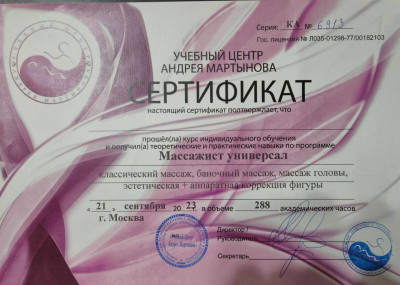 Серия: КА № 6913
Гос. лицензия № Л035-01298-77/00182103
УЧЕБНЫЙ ЦЕНТР
АНДРЕЯ МАРТЫНОВА
СЕРТИФИКАТ
настоящий сертификат подтверждает, что
прошёл(ла) курс индивидуального обучения
и получил(а) теоретические и практические навыки по программе
Массажист универсал
классический массаж, баночный массаж, массаж головы,
эстетическая + аппаратная коррекция фигуры
« 21 » сентября 2023 в объеме 288 академических часов
г. Москва
Директор
Руководитель
Секретарь